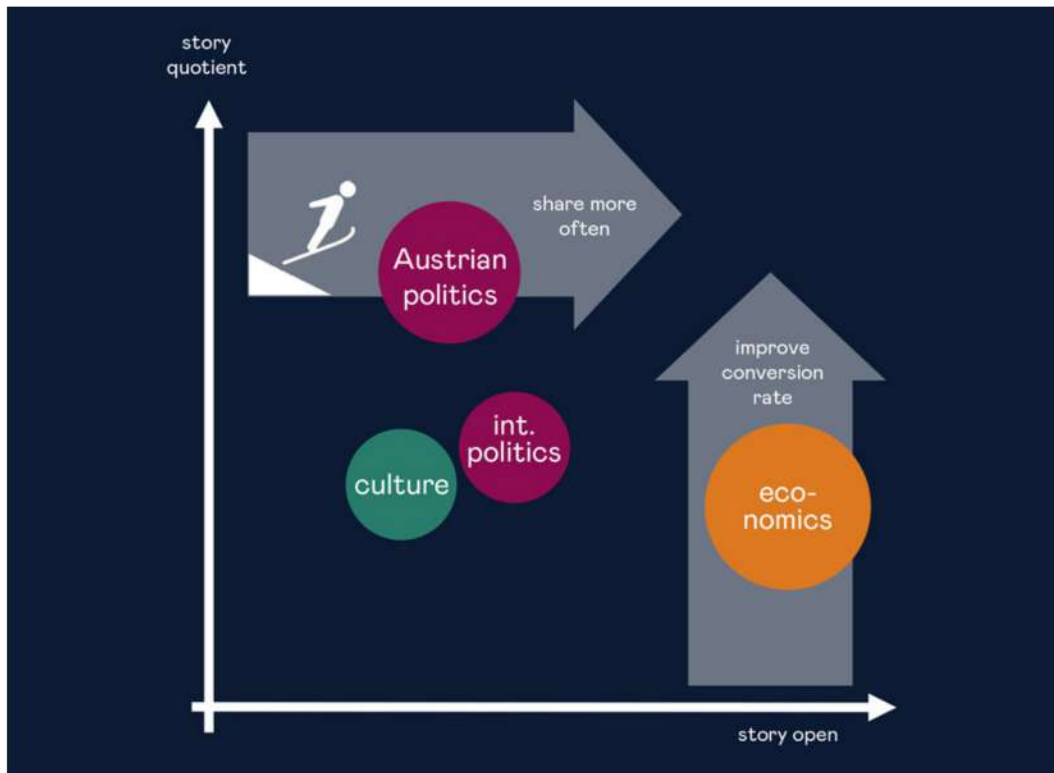 story
quotient
share more
often
Austrian
politics
improve
conversion
rate
int.
politics
culture
eco-
nomics
story open